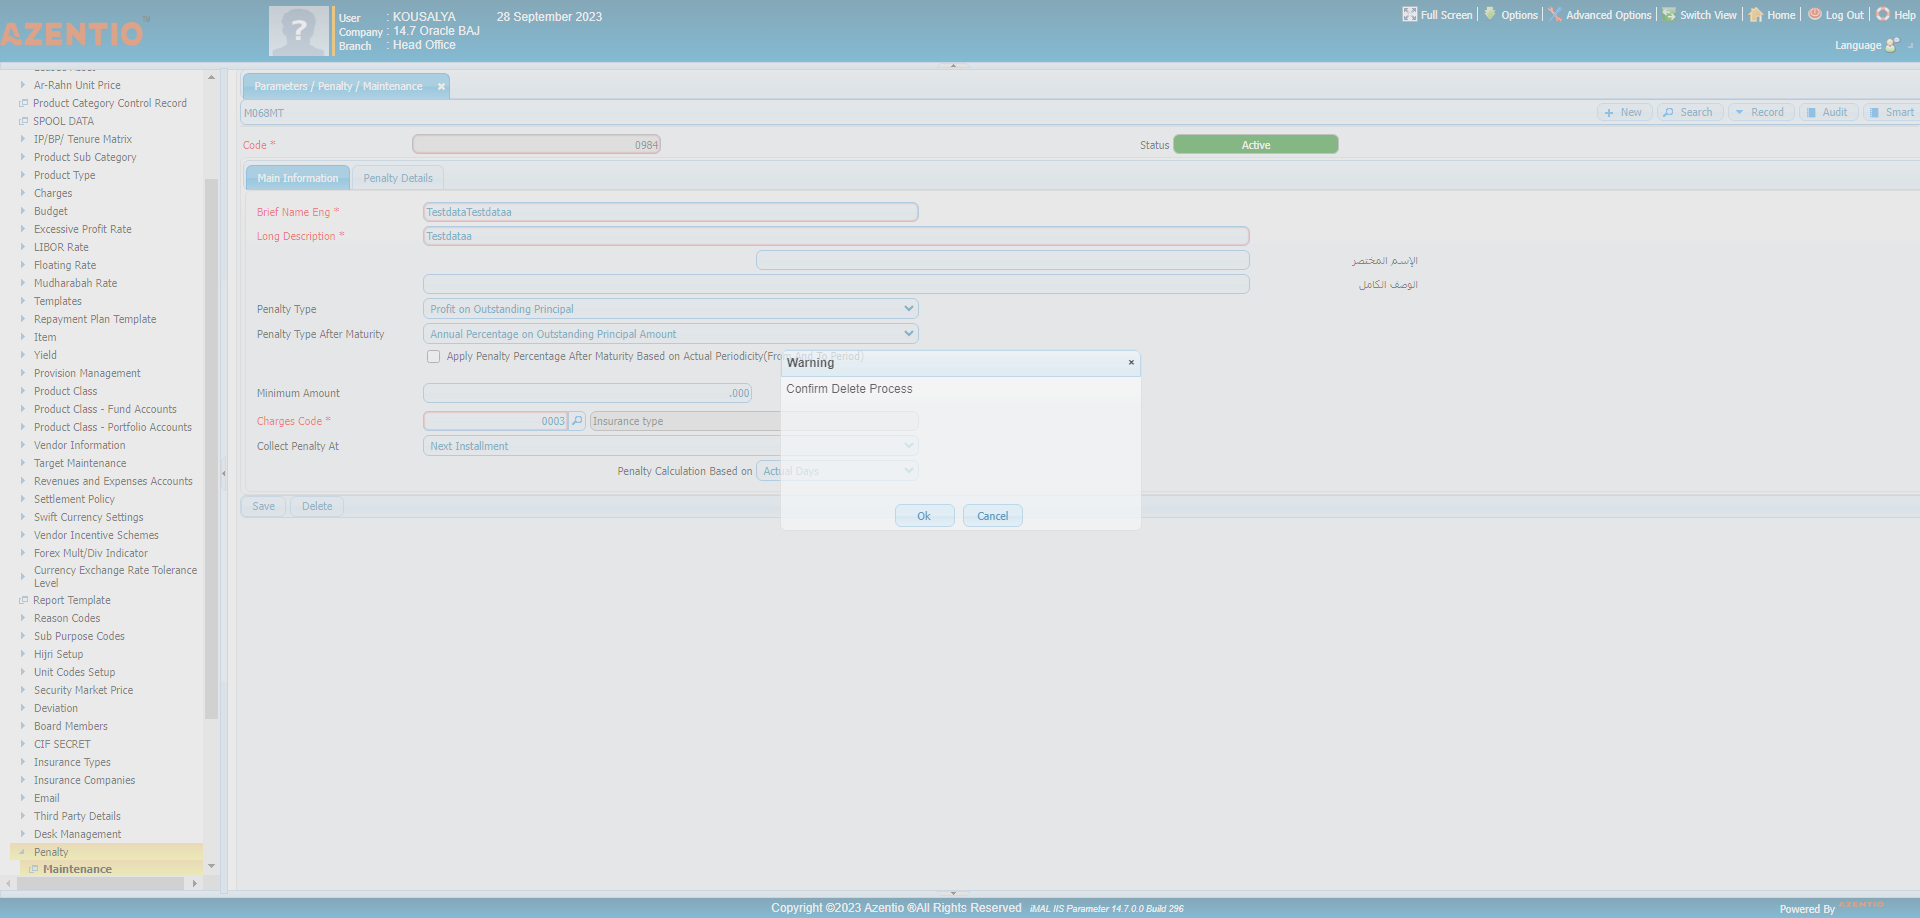 AZENTIO™
User : KOUSALYA 28 September 2023
Company : 14.7 Oracle BAJ
Branch : Head Office
Full Screen Options Advanced Options Switch View Home Log Out Help
Language
Ar-Rahn Unit Price
Product Category Control Record
SPOOL DATA
IP/BP/ Tenure Matrix
Product Sub Category
Product Type
Charges
Budget
Excessive Profit Rate
LIBOR Rate
Floating Rate
Mudharabah Rate
Templates
Repayment Plan Template
Item
Yield
Provision Management
Product Class
Product Class - Fund Accounts
Product Class - Portfolio Accounts
Vendor Information
Target Maintenance
Revenues and Expenses Accounts
Settlement Policy
Swift Currency Settings
Vendor Incentive Schemes
Forex Mult/Div Indicator
Currency Exchange Rate Tolerance
Level
Report Template
Reason Codes
Sub Purpose Codes
Hijri Setup
Unit Codes Setup
Security Market Price
Deviation
Board Members
CIF SECRET
Insurance Types
Insurance Companies
Email
Third Party Details
Desk Management
Penalty
Maintenance
Parameters / Penalty / Maintenance
M068MT
New Search Record Audit Smart
Code * 0984 Status Active
Main Information Penalty Details
Brief Name Eng * TestdataTestdataa
Long Description * Testdataa
الإسم المختصر
الوصف الكامل
Penalty Type Profit on Outstanding Principal
Penalty Type After Maturity Annual Percentage on Outstanding Principal Amount
Apply Penalty Percentage After Maturity Based on Actual Periodicity(From And To Period)
Minimum Amount .000
Charges Code * 0003 Insurance type
Collect Penalty At Next Installment
Penalty Calculation Based on Actual Days
Save Delete
Warning
Confirm Delete Process
Ok Cancel
Copyright ©2023 Azentio ®All Rights Reserved iMAL IIS Parameter 14.7.0.0 Build 296
Powered By AZENTIO